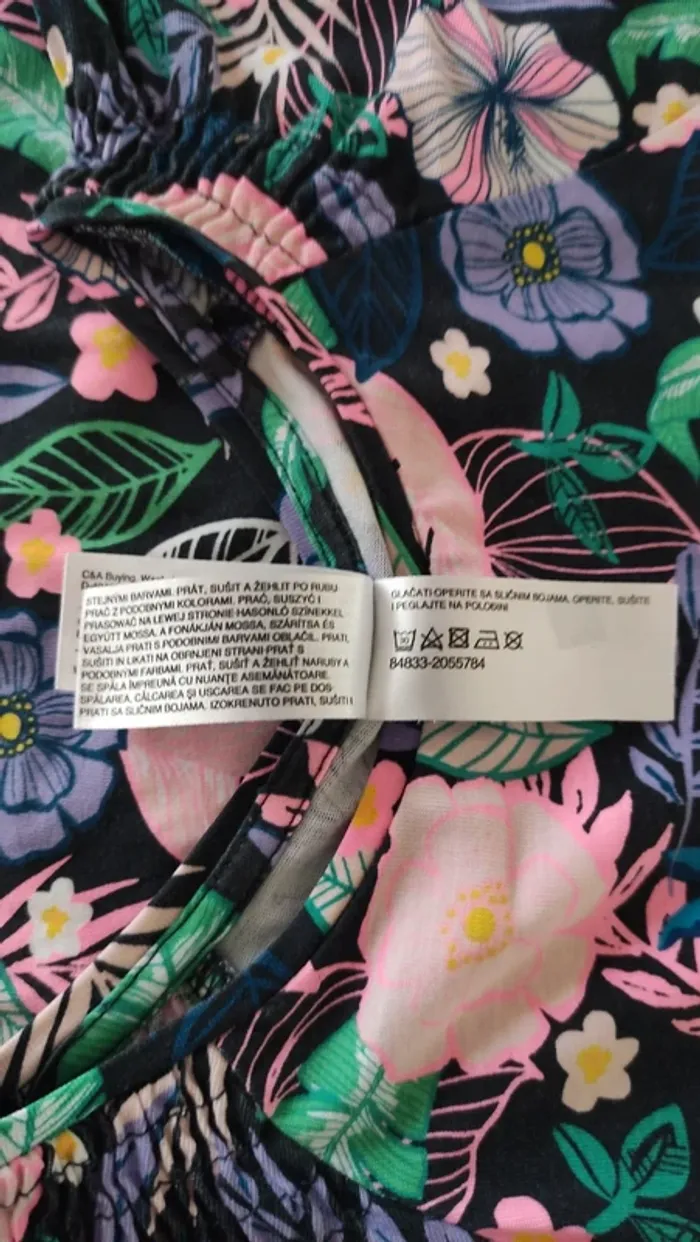 C&A Buying,
STEJNÝMI BARVAMI. PRÁT, SUŠIT A ŽEHLIT PO RUBU
PRAĆ Z PODOBNYMI KOLORAMI. PRAĆ, SUSZYĆ I
PRASOWAĆ NA LEWEJ STRONIE HASONLÓ SZÍNEKKEL
EGYÜTT MOSSA. A FONÁKJÁN MOSSA, SZÁRÍTSA ÉS
VASALJA PRATI S PODOBNIMI BARVAMI OBLAČIL. PRATI,
SUŠITI IN LIKATI NA OBRNJENI STRANI PRAŤ S
PODOBNÝMI FARBAMI. PRAŤ, SUŠIŤ A ŽEHLIŤ NARUBY A
SE SPĂLA ÎMPREUNĂ CU NUANȚE ASEMĂNĂTOARE.
SPĂLAREA, CĂLCAREA ȘI USCAREA SE FAC PE DOS
PRATI SA SLIČNIM BOJAMA. IZOKRENUTO PRATI, SUŠITI I
GLAČATI OPERITE SA SLIČNIM BOJAMA. OPERITE, SUŠITE
I PEGLAJTE NA POLOĐINI
84833-2055784